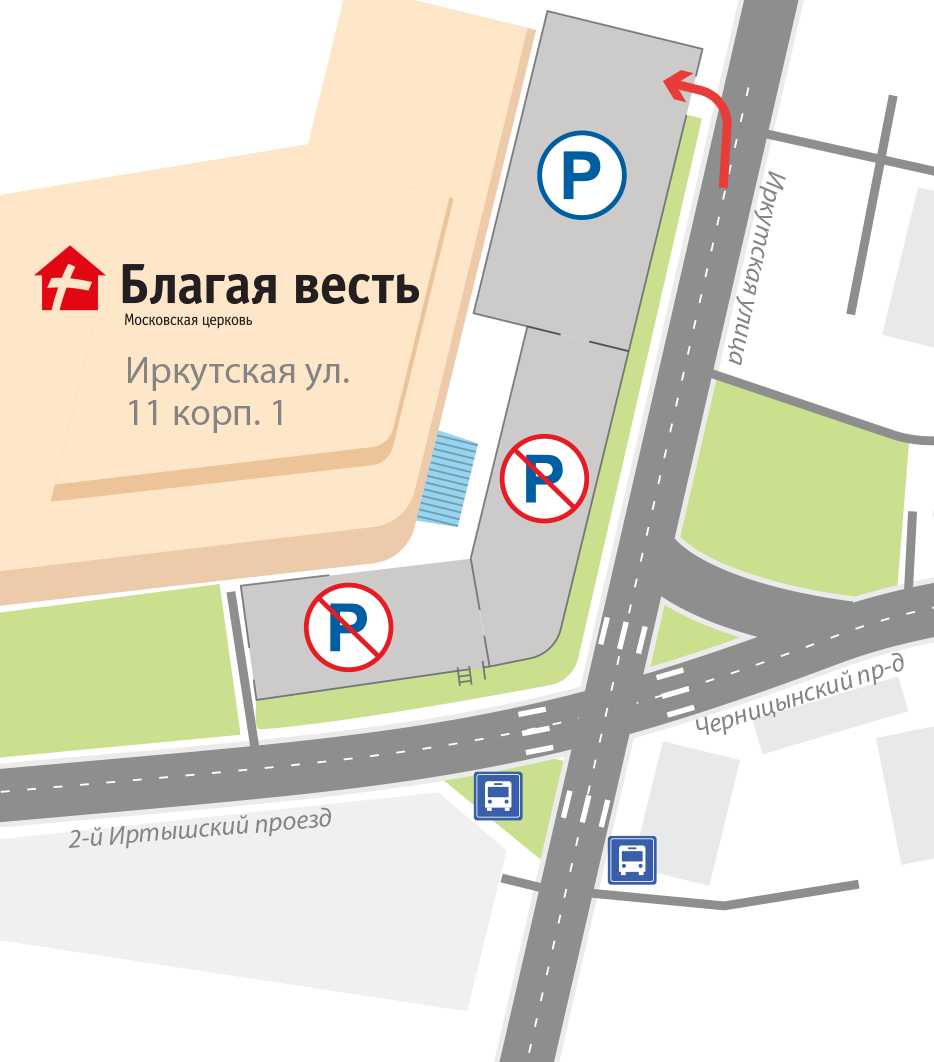 P
Иркутская улица
Благая весть
Московская церковь
Иркутская ул.
11 корп. 1
P
P
Черницынский пр-д
2-й Иртышский проезд